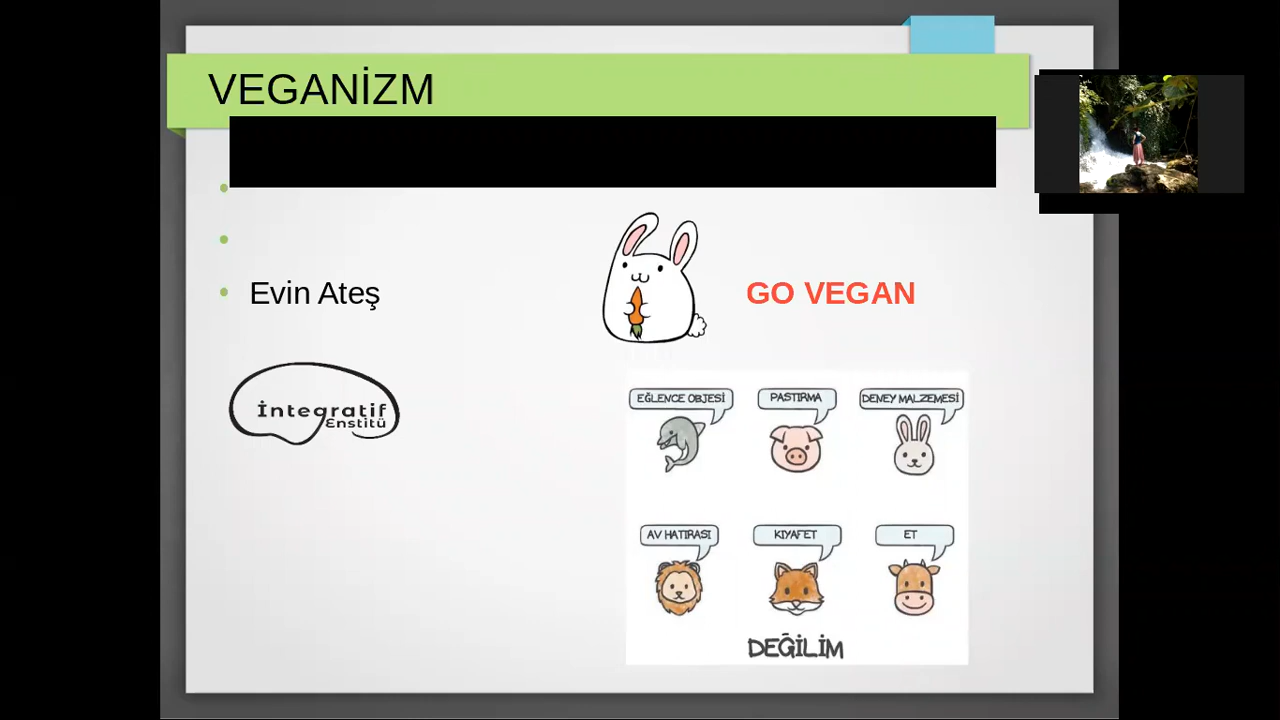 VEGANİZM
Evin Ateş
GO VEGAN
İntegratif
Enstitü
EĞLENCE OBJESİ
PASTIRMA
DENEY MALZEMESİ
AV HATIRASI
KIYAFET
ET
DEĞİLİM